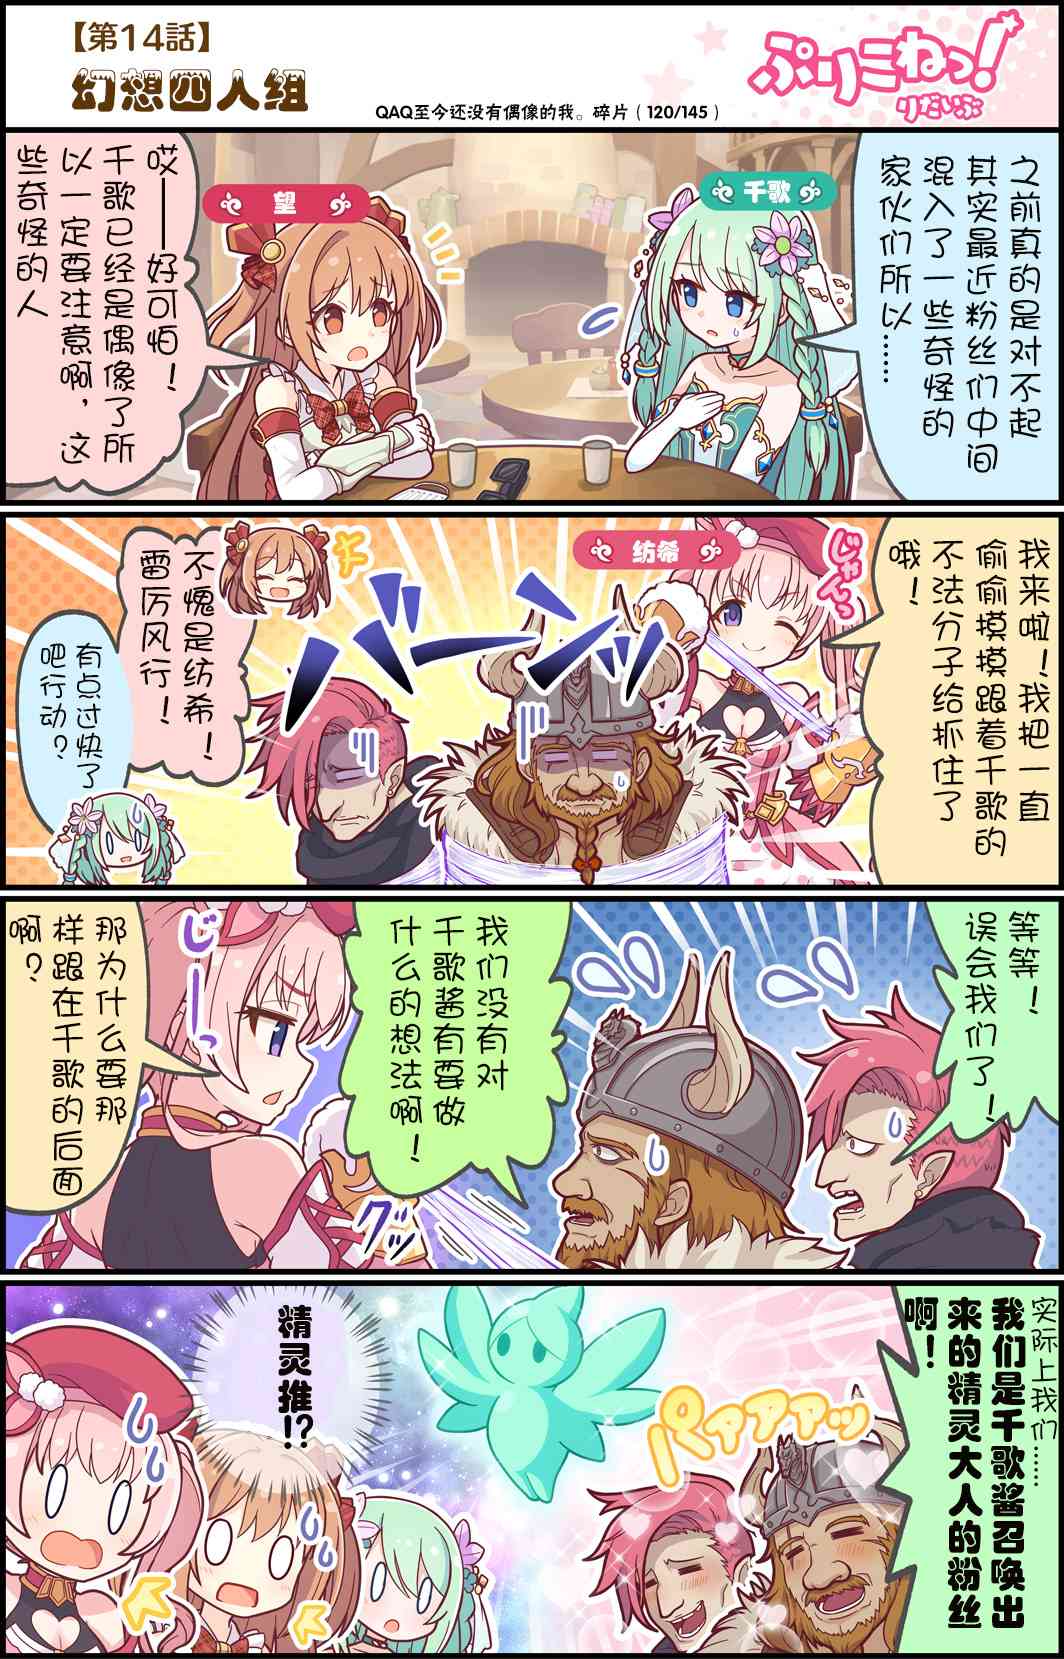 【第14話】
幻想四人组
QAQ至今还没有偶像的我。碎片（120/145）
ぷりこねっ!
りだいぶ
千歌
望
之前真的是对不起
其实最近粉丝们中间
混入了一些奇怪的
家伙们所以……
哎——好可怕！
千歌已经是偶像了所
以一定要注意啊，这
些奇怪的人
纺希
じゃんっ
我来啦！我把一直
偷偷摸摸跟着千歌的
不法分子给抓住了
哦！
バーンッ
不愧是纺希！
雷厉风行！
有点过快了
吧行动？
等等！
误会我们了！
我们没有对
千歌酱有要做
什么的想法啊！
じーっ
那为什么要那
样跟在千歌的后面
啊？
グッ
实际上我们……
我们是千歌酱召唤出
来的精灵大人的粉丝
啊！
パァァァッ
精灵推!?